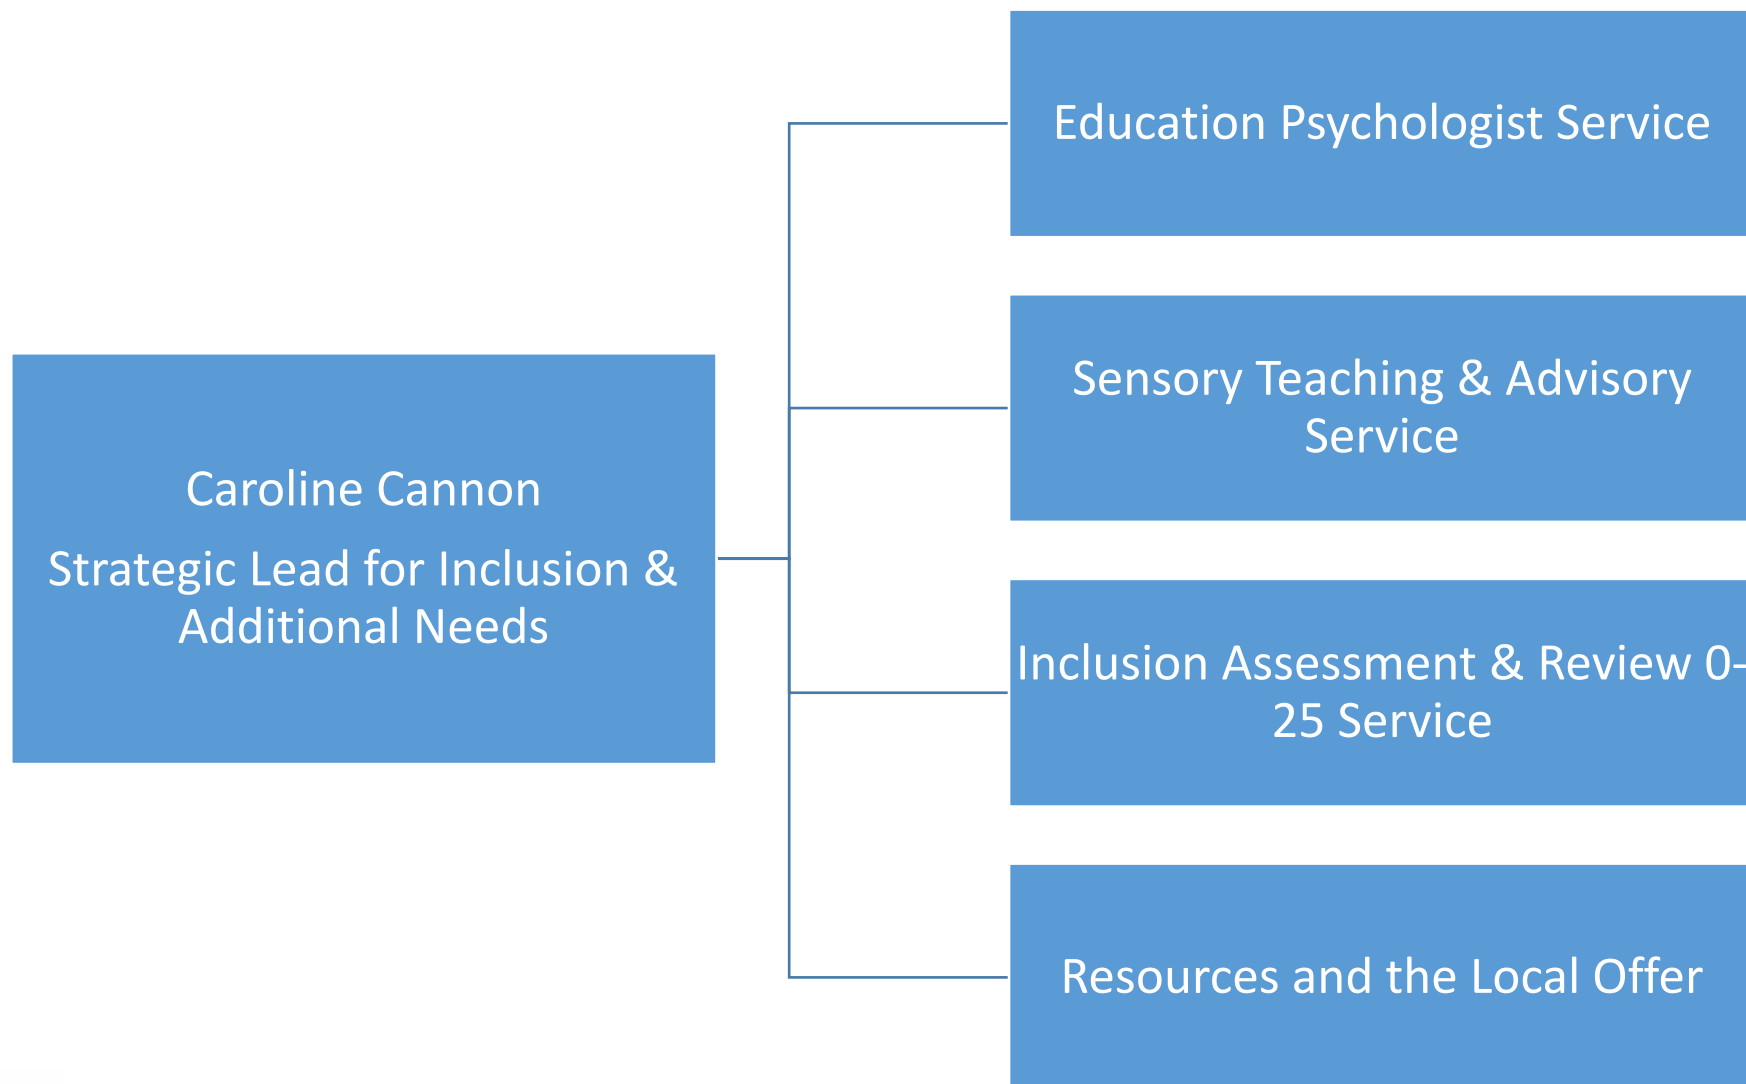 Education Psychologist Service
Sensory Teaching & Advisory
Service
Caroline Cannon
Strategic Lead for Inclusion &
Additional Needs
Inclusion Assessment & Review 0-
25 Service
Resources and the Local Offer